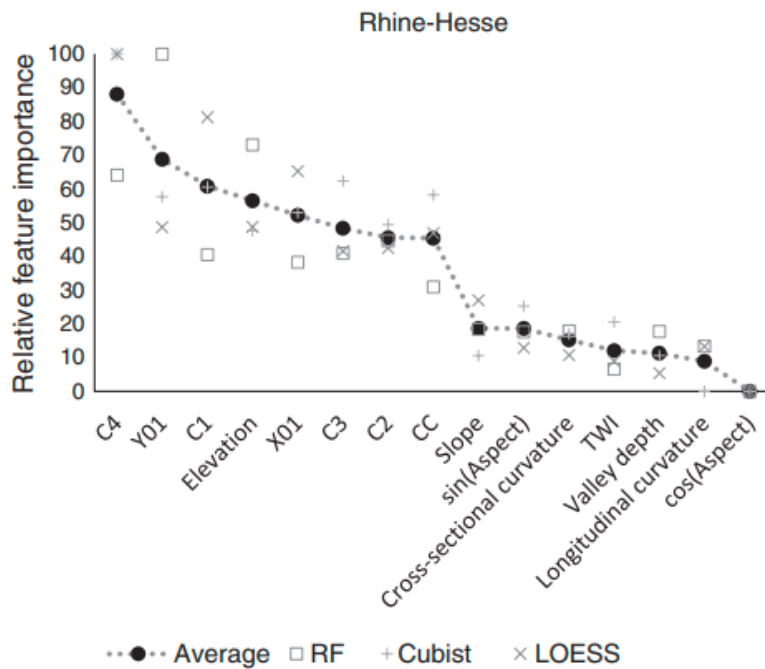 Rhine-Hesse
Relative feature importance
100
90
80
70
60
50
40
30
20
10
0
C4
Y01
C1
Elevation
X01
C3
C2
CC
Slope
sin(Aspect)
Cross-sectional curvature
TWI
Valley depth
Longitudinal curvature
cos(Aspect)
Average RF Cubist LOESS